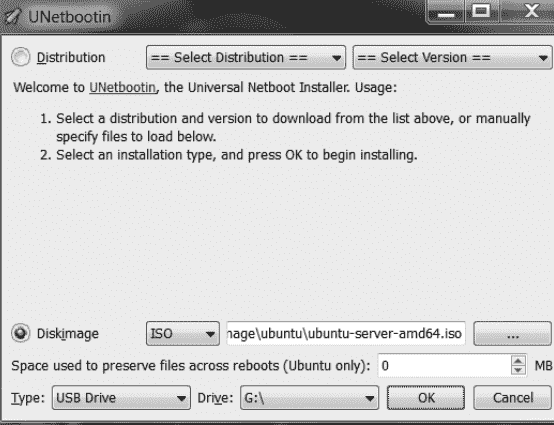 UNetbootin
Distribution == Select Distribution == == Select Version ==
Welcome to UNetbootin, the Universal Netboot Installer. Usage:
1. Select a distribution and version to download from the list above, or manually
specify files to load below.
2. Select an installation type, and press OK to begin installing.
Diskimage ISO nage\ubuntu\ubuntu-server-amd64.iso ...
Space used to preserve files across reboots (Ubuntu only): 0 MB
Type: USB Drive Drive: G:\ OK Cancel